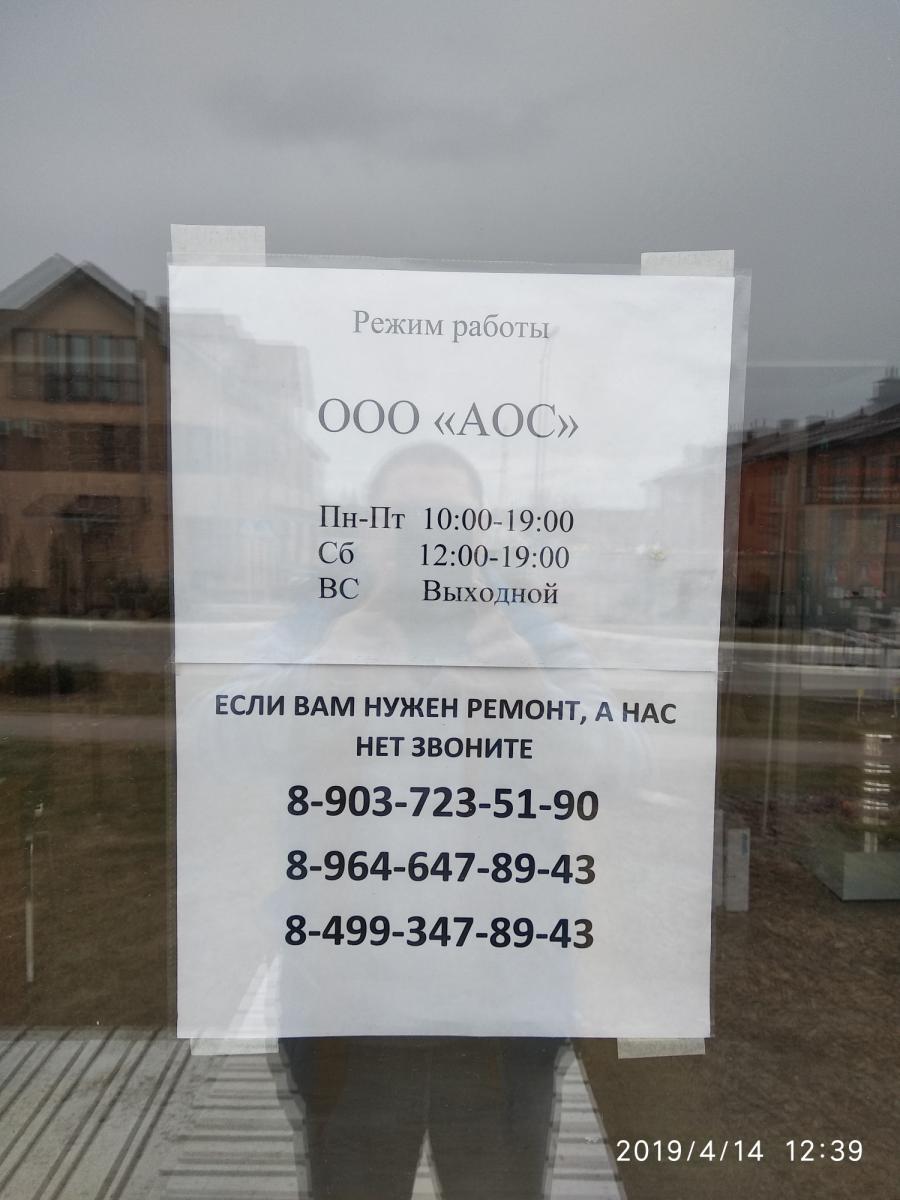 Режим работы
ООО «АОС»
Пн-Пт 10:00-19:00
Сб 12:00-19:00
ВС Выходной
ЕСЛИ ВАМ НУЖЕН РЕМОНТ, А НАС
НЕТ ЗВОНИТЕ
8-903-723-51-90
8-964-647-89-43
8-499-347-89-43
2019/4/14 12:39